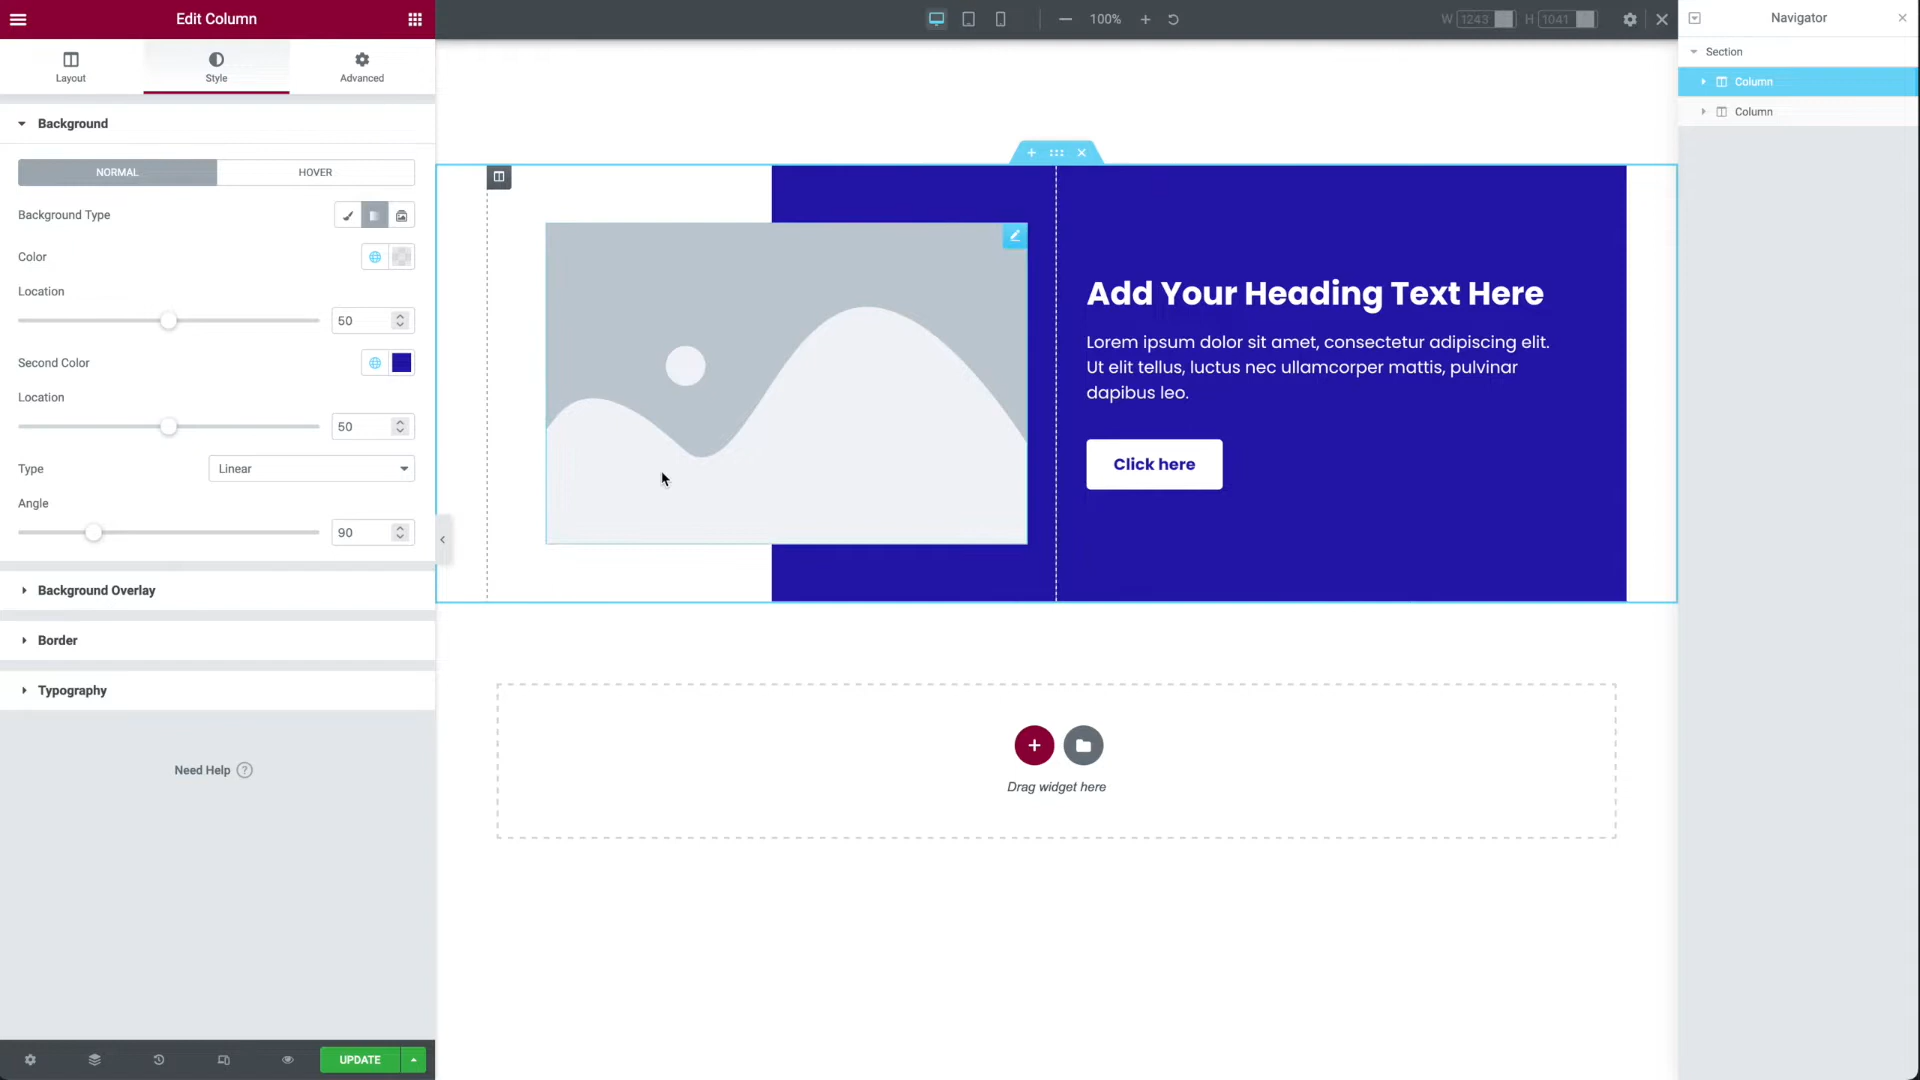 Edit Column
100%
W 1243
H 1041
Navigator
Layout
Style
Advanced
Section
Column
Column
Background
NORMAL
HOVER
Background Type
Color
Location
50
Second Color
Location
50
Type
Linear
Angle
90
Background Overlay
Border
Typography
Need Help ?
UPDATE
Add Your Heading Text Here
Lorem ipsum dolor sit amet, consectetur adipiscing elit.
Ut elit tellus, luctus nec ullamcorper mattis, pulvinar
dapibus leo.
Click here
Drag widget here